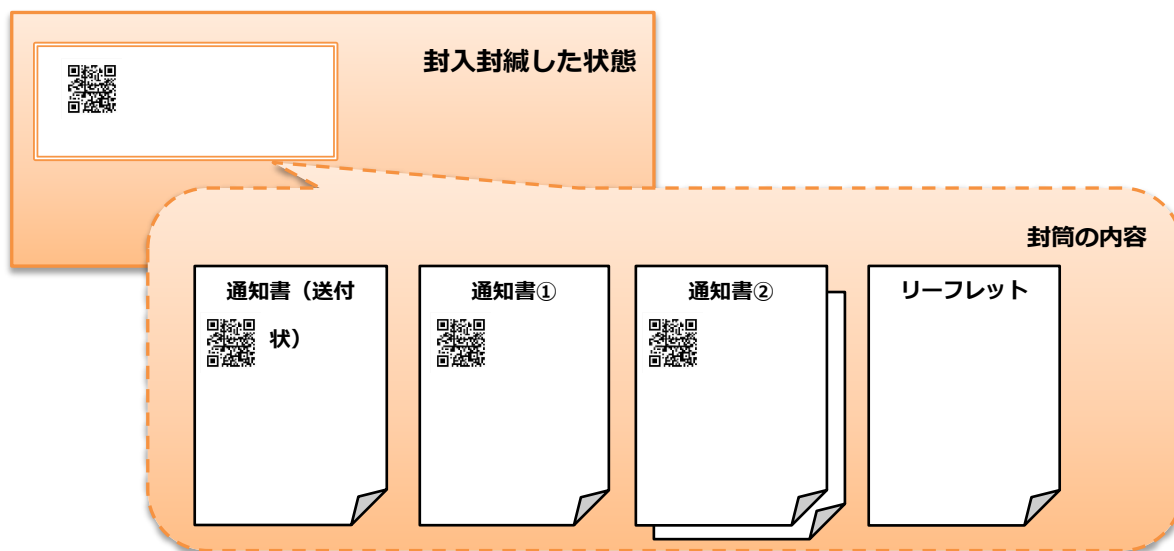 封入封緘した状態
封筒の内容
通知書（送付
状）
通知書①
通知書②
リーフレット